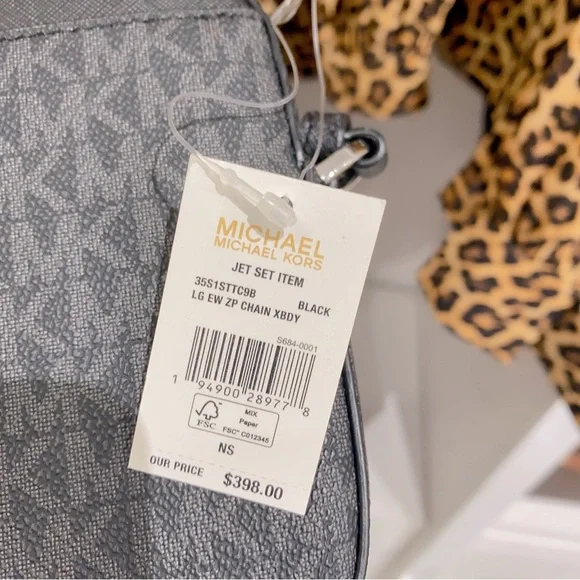 MICHAEL
MICHAEL KORS
JET SET ITEM
35S1STTC9B BLACK
LG EW ZP CHAIN XBDY
S684-0001
1 94900 28977 8
FSC
MIX
Paper
FSC® C012345
NS
OUR PRICE $398.00